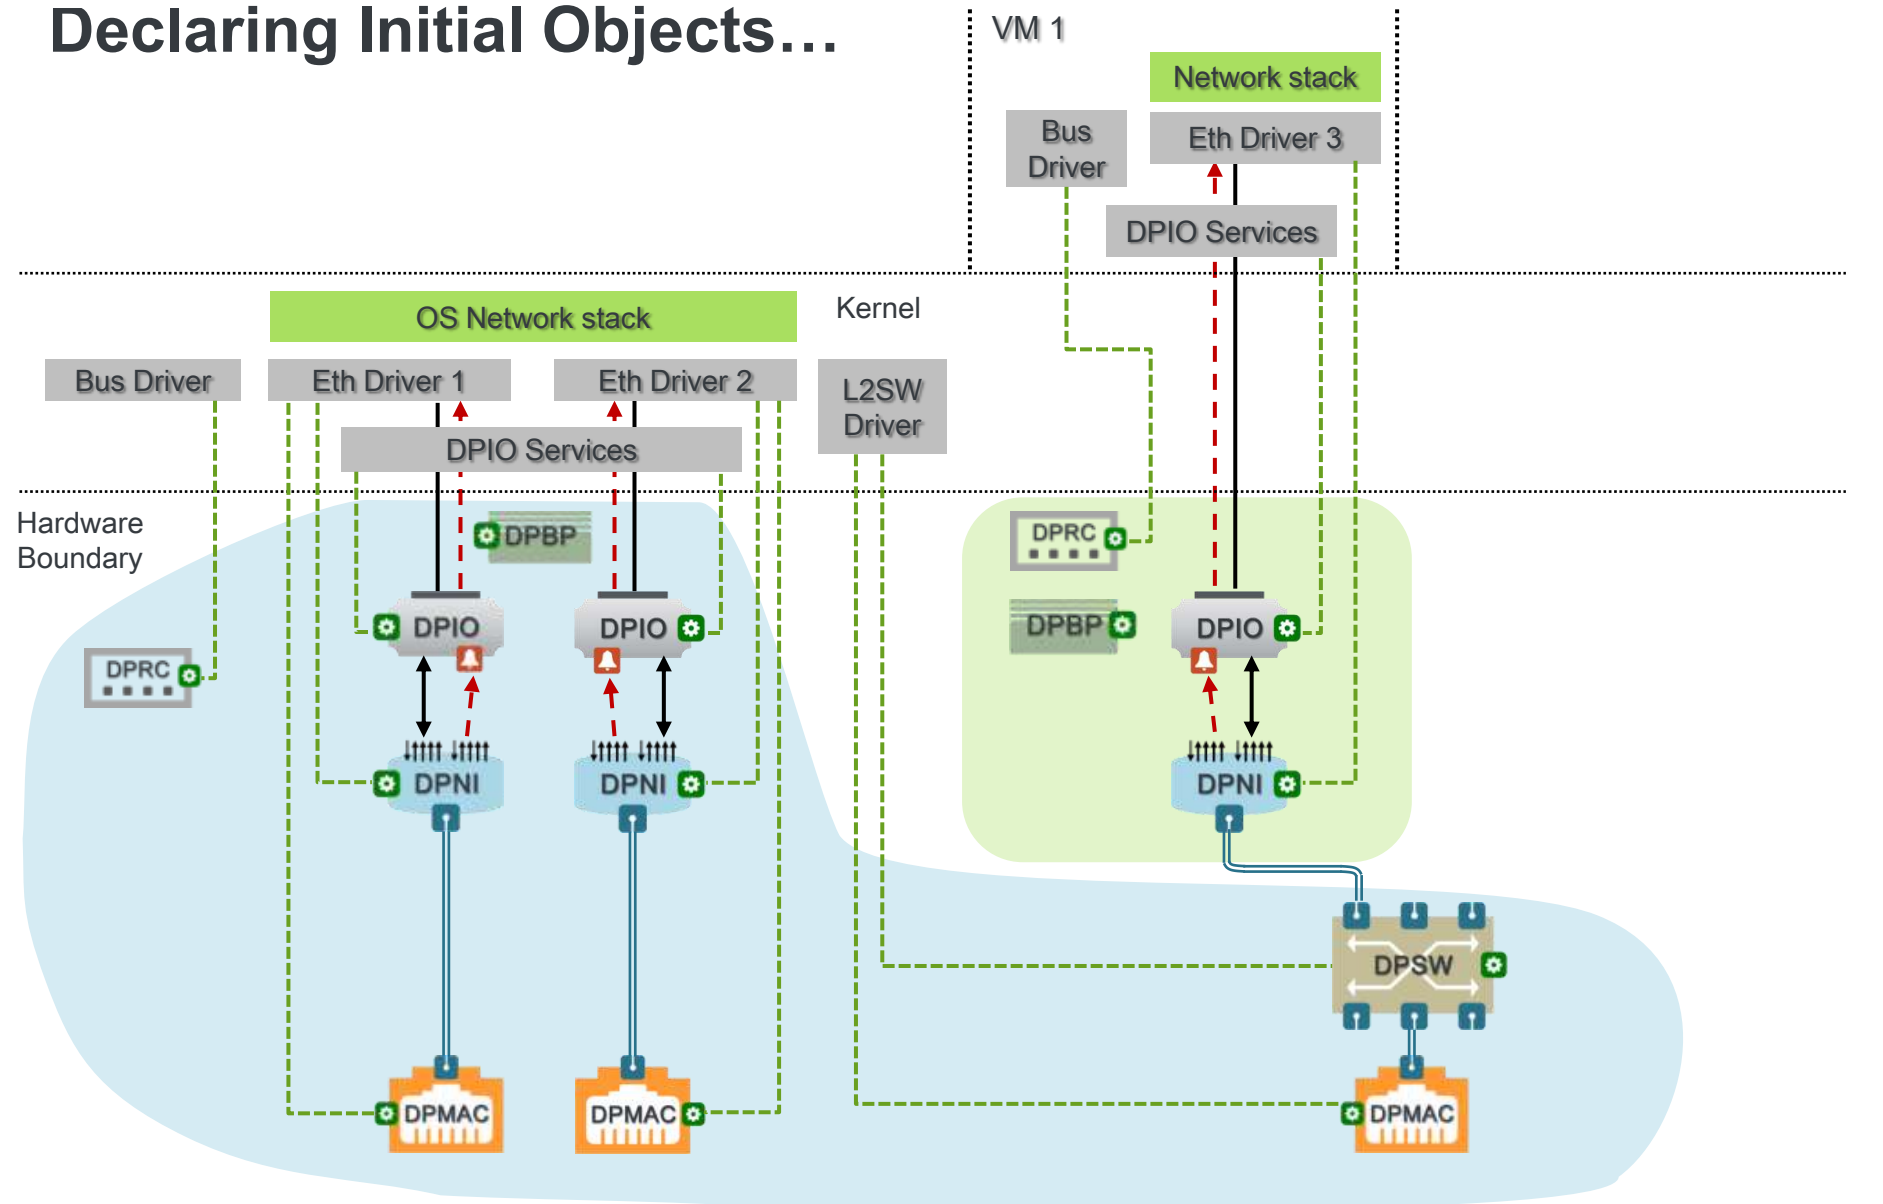 Declaring Initial Objects...
VM 1
Network stack
Bus
Driver
Eth Driver 3
DPIO Services
OS Network stack
Kernel
Bus Driver
Eth Driver 1
Eth Driver 2
L2SW
Driver
DPIO Services
Hardware
Boundary
DPBP
DPRC
DPIO
DPIO
DPBP
DPIO
DPRC
DPNI
DPNI
DPNI
DPSW
DPMAC
DPMAC
DPMAC